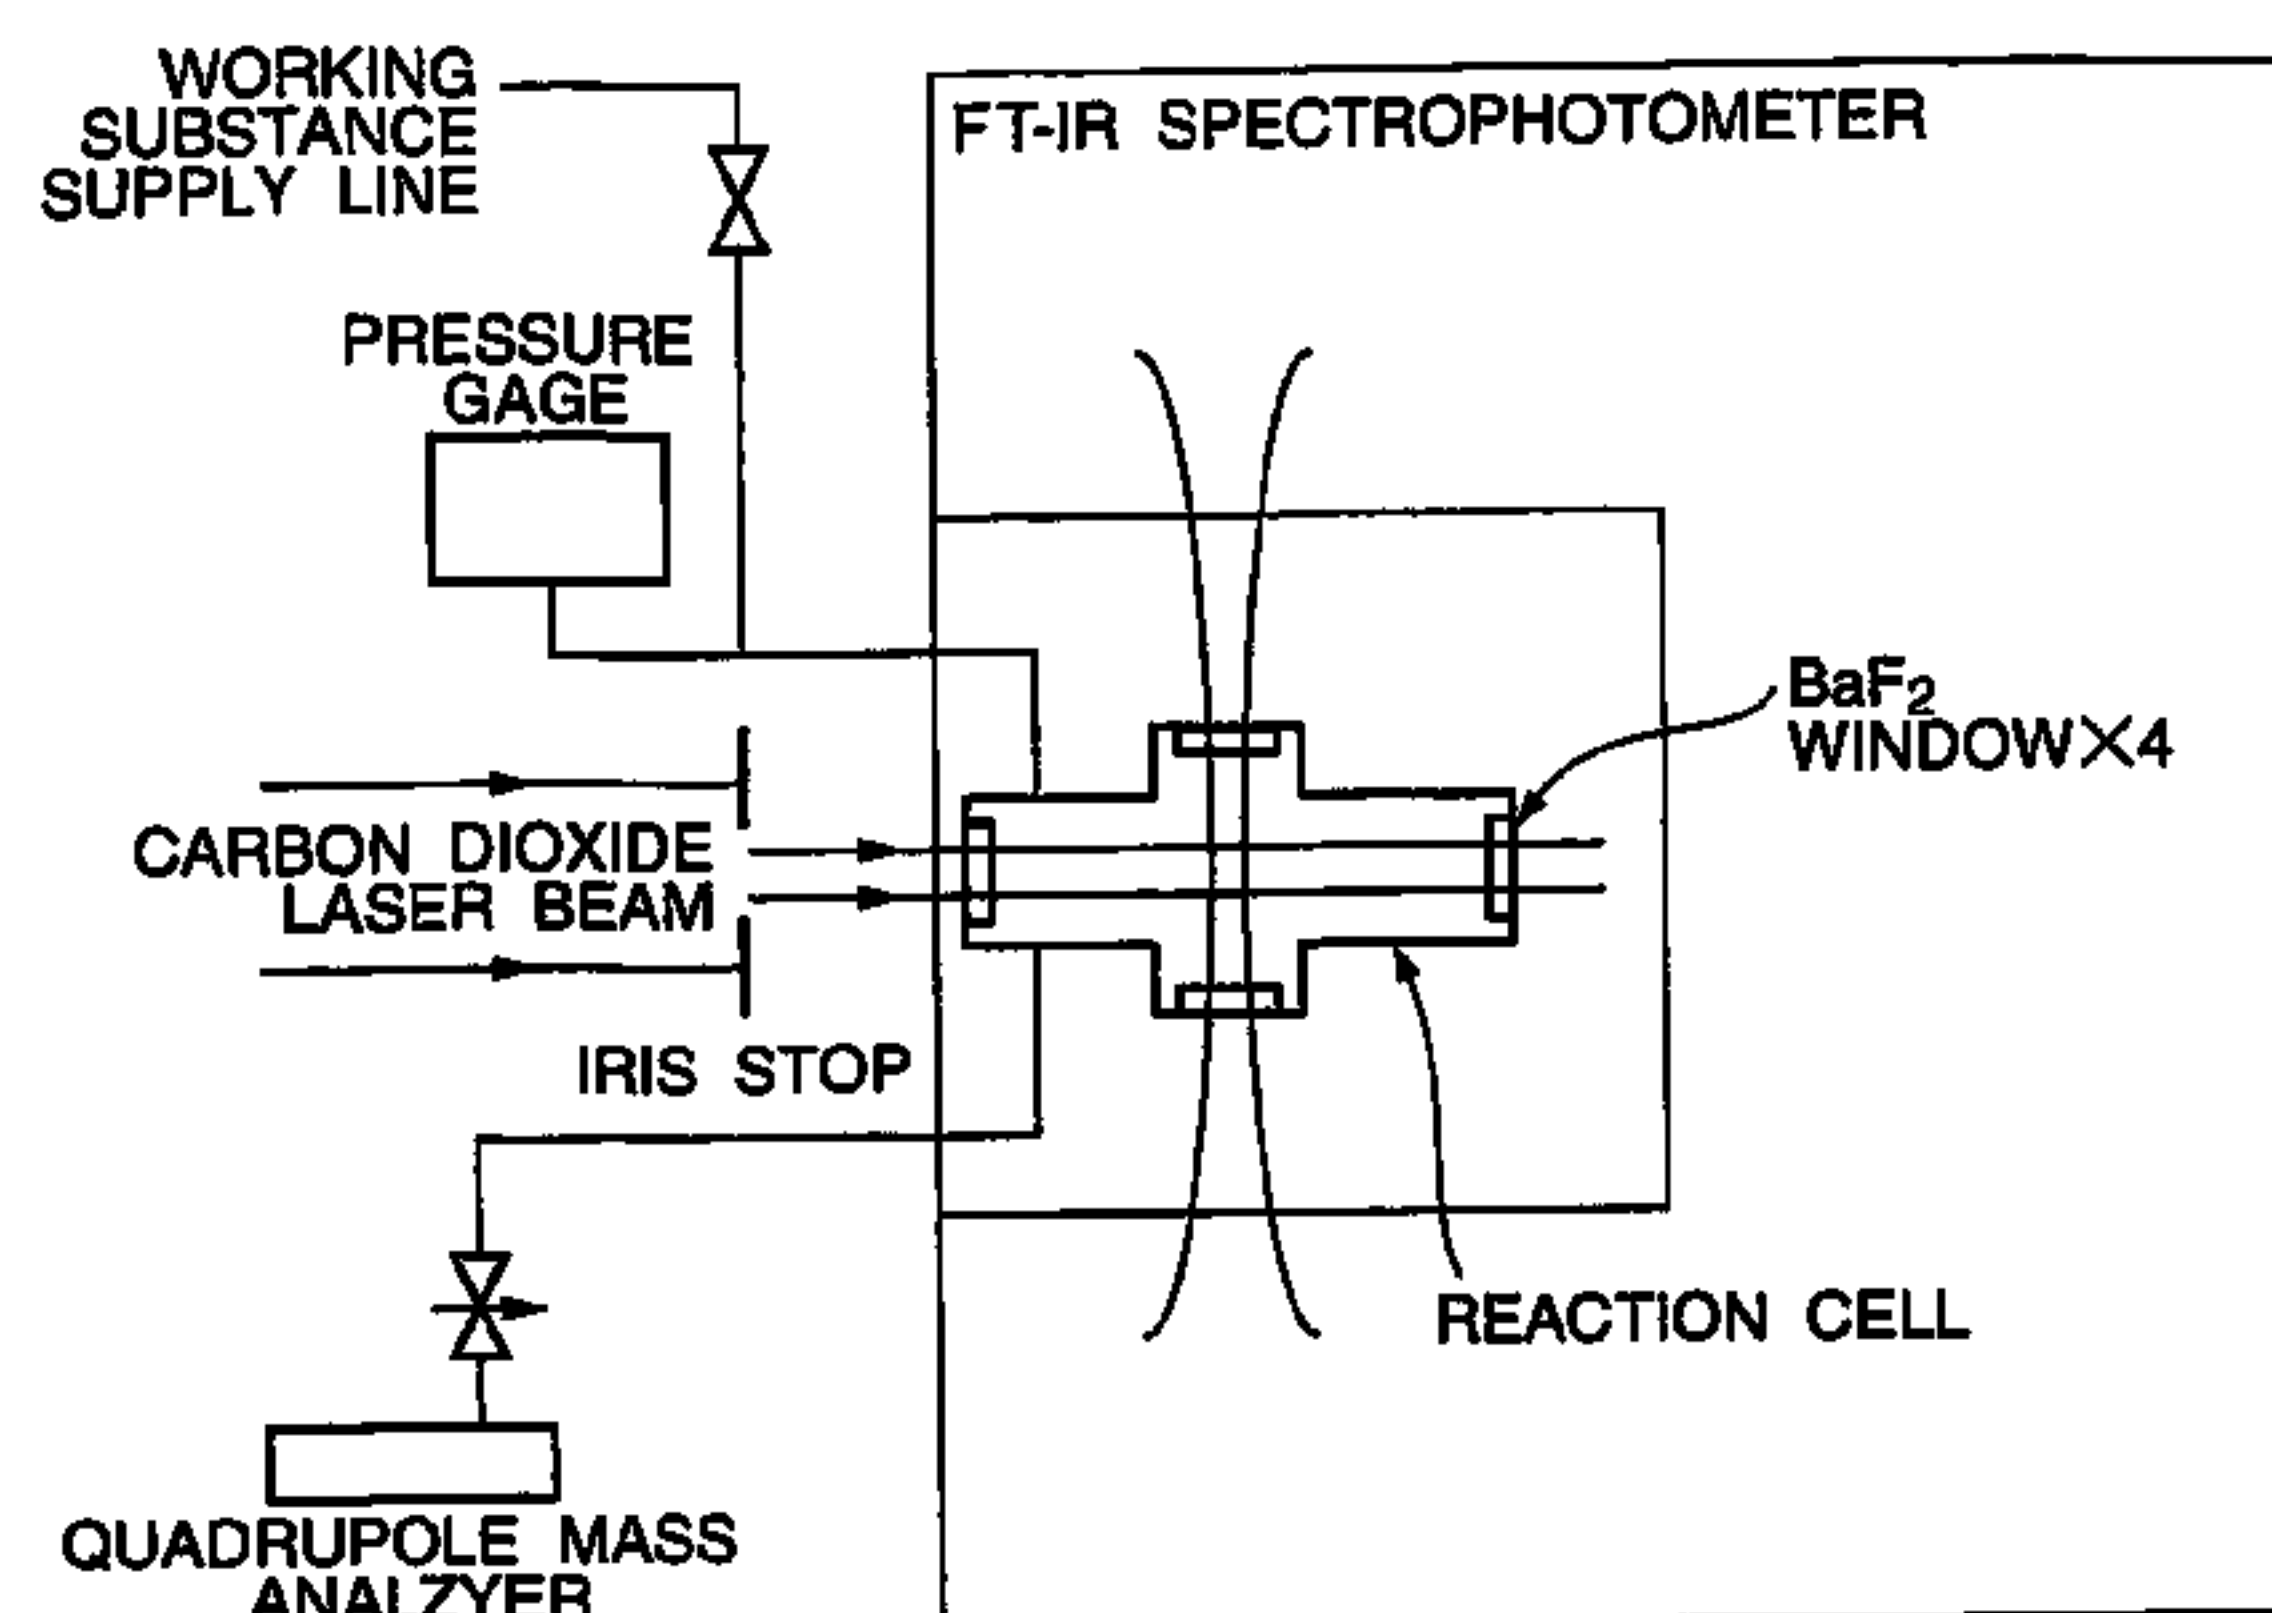 WORKING
SUBSTANCE
SUPPLY LINE
FT-IR SPECTROPHOTOMETER
PRESSURE
GAGE
BaF₂
WINDOW×4
CARBON DIOXIDE
LASER BEAM
IRIS STOP
REACTION CELL
QUADRUPOLE MASS
ANALZYER